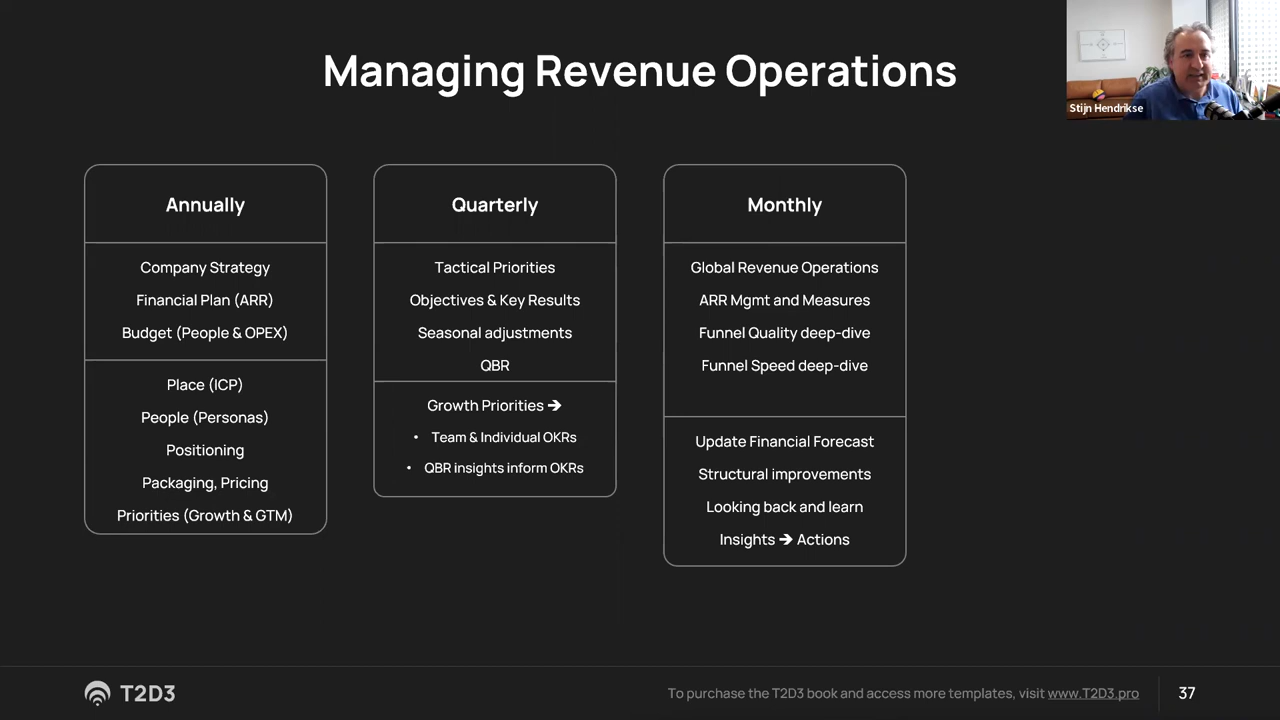 Managing Revenue Operations
Stijn Hendrikse
Annually
Company Strategy
Financial Plan (ARR)
Budget (People & OPEX)
Place (ICP)
People (Personas)
Positioning
Packaging, Pricing
Priorities (Growth & GTM)
Quarterly
Tactical Priorities
Objectives & Key Results
Seasonal adjustments
QBR
Growth Priorities ➔
• Team & Individual OKRs
• QBR insights inform OKRs
Monthly
Global Revenue Operations
ARR Mgmt and Measures
Funnel Quality deep-dive
Funnel Speed deep-dive
Update Financial Forecast
Structural improvements
Looking back and learn
Insights ➔ Actions
T2D3
To purchase the T2D3 book and access more templates, visit www.T2D3.pro
37